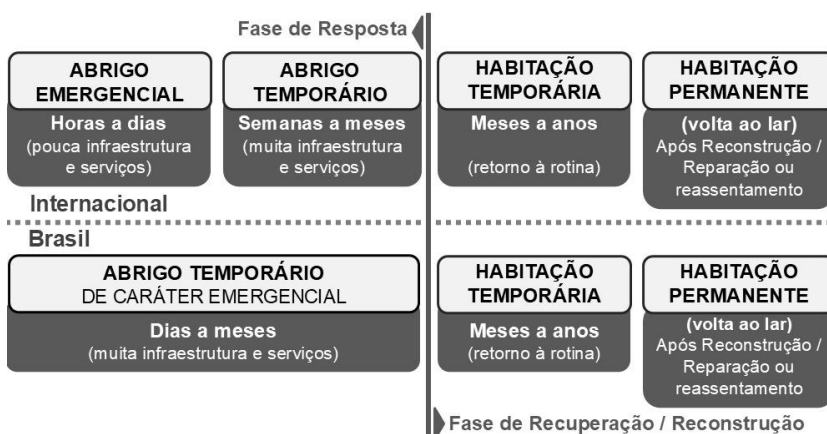 Fase de Resposta
ABRIGO
EMERGENCIAL
Horas a dias
(pouca infraestrutura
e serviços)
ABRIGO
TEMPORÁRIO
Semanas a meses
(muita infraestrutura
e serviços)
HABITAÇÃO
TEMPORÁRIA
Meses a anos
(retorno à rotina)
HABITAÇÃO
PERMANENTE
(volta ao lar)
Após Reconstrução /
Reparação ou
reassentamento
Internacional
Brasil
ABRIGO TEMPORÁRIO
DE CARÁTER EMERGENCIAL
Dias a meses
(muita infraestrutura e serviços)
HABITAÇÃO
TEMPORÁRIA
Meses a anos
(retorno à rotina)
HABITAÇÃO
PERMANENTE
(volta ao lar)
Após Reconstrução /
Reparação ou
reassentamento
Fase de Recuperação / Reconstrução